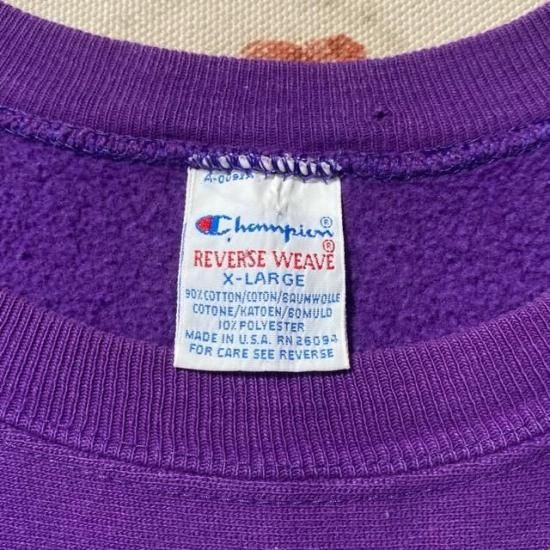 Champion®
REVERSE WEAVE®
X-LARGE
90% COTTON/COTON/BAUMWOLLE
COTONE/KATOEN/BOMULD
10% POLYESTER
MADE IN U.S.A. RN 26094
FOR CARE SEE REVERSE